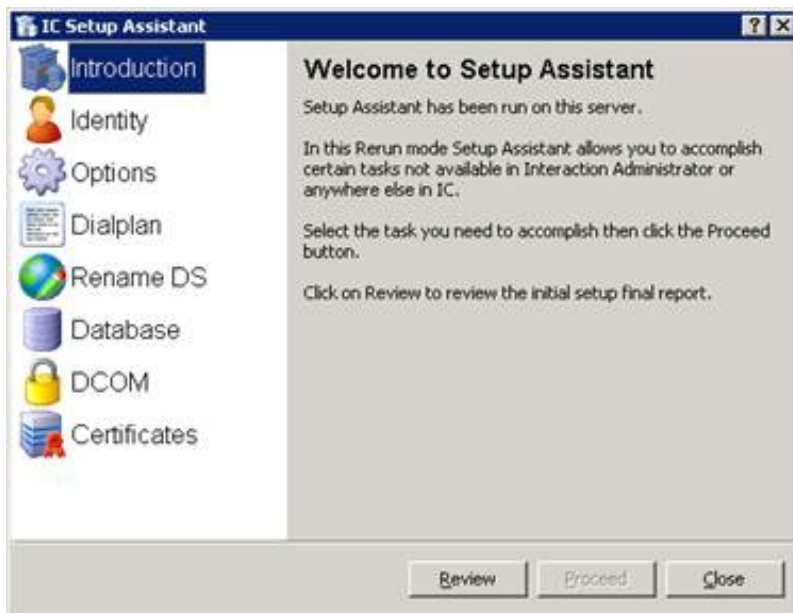 IC Setup Assistant
Introduction
Identity
Options
Dialplan
Rename DS
Database
DCOM
Certificates
Welcome to Setup Assistant
Setup Assistant has been run on this server.
In this Rerun mode Setup Assistant allows you to accomplish
certain tasks not available in Interaction Administrator or
anywhere else in IC.
Select the task you need to accomplish then click the Proceed
button.
Click on Review to review the initial setup final report.
Review
Proceed
Close